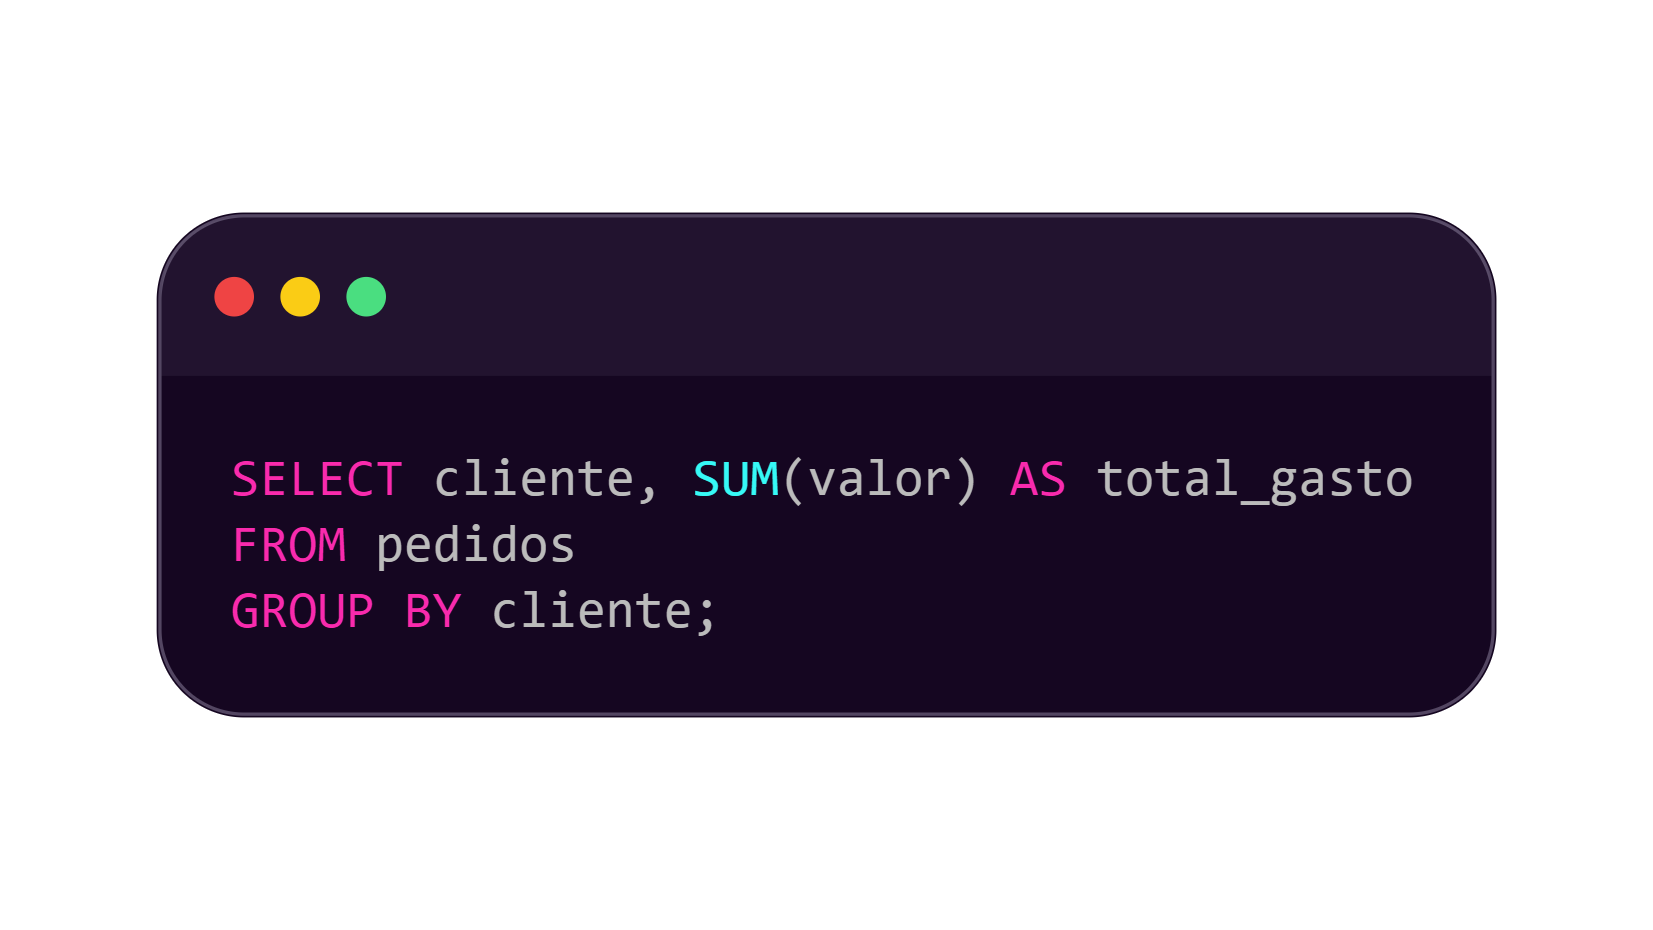 SELECT cliente, SUM(valor) AS total_gasto
FROM pedidos
GROUP BY cliente;